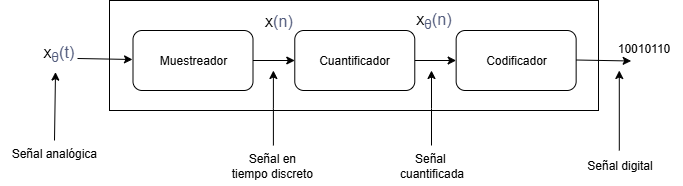 x(n)
xθ(n)
xθ(t)
10010110
Muestreador
Cuantificador
Codificador
Señal analógica
Señal en
tiempo discreto
Señal
cuantificada
Señal digital